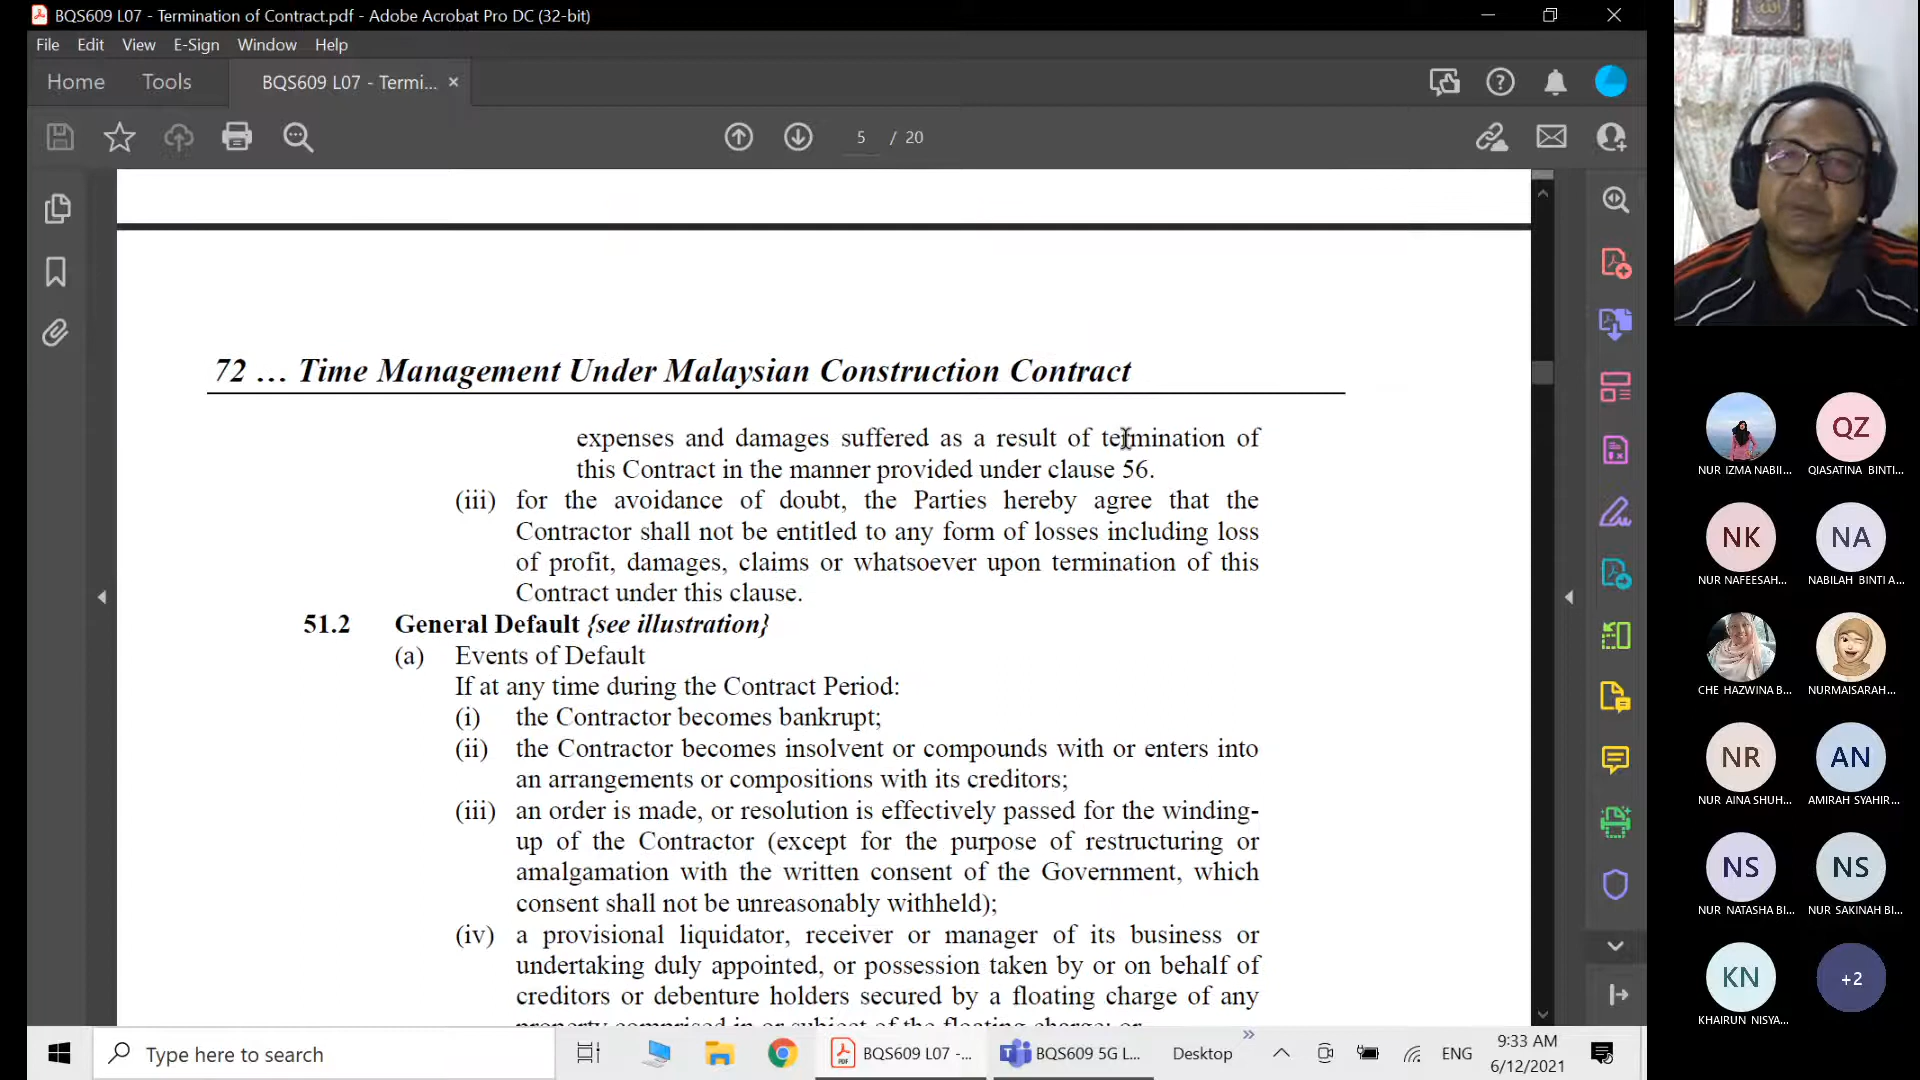 BQS609 L07 - Termination of Contract.pdf - Adobe Acrobat Pro DC (32-bit)
File Edit View E-Sign Window Help
Home Tools BQS609 L07 - Termi... ×
5 / 20
72 … Time Management Under Malaysian Construction Contract
expenses and damages suffered as a result of termination of
this Contract in the manner provided under clause 56.
(iii) for the avoidance of doubt, the Parties hereby agree that the
Contractor shall not be entitled to any form of losses including loss
of profit, damages, claims or whatsoever upon termination of this
Contract under this clause.
51.2 General Default {see illustration}
(a) Events of Default
If at any time during the Contract Period:
(i) the Contractor becomes bankrupt;
(ii) the Contractor becomes insolvent or compounds with or enters into
an arrangements or compositions with its creditors;
(iii) an order is made, or resolution is effectively passed for the winding-
up of the Contractor (except for the purpose of restructuring or
amalgamation with the written consent of the Government, which
consent shall not be unreasonably withheld);
(iv) a provisional liquidator, receiver or manager of its business or
undertaking duly appointed, or possession taken by or on behalf of
creditors or debenture holders secured by a floating charge of any
property comprised in or subject of the floating charge; or
QZ
NUR IZMA NABII... QIASATINA BINTI...
NK NA
NUR NAFEESAH... NABILAH BINTI A...
CHE HAZWINA B... NURMAISARAH...
NR AN
NUR AINA SHUH... AMIRAH SYAHIR...
NS NS
NUR NATASHA BI... NUR SAKINAH BI...
KN +2
KHAIRUN NISYA...
Type here to search
BQS609 L07 -... BQS609 5G L... Desktop » ENG 9:33 AM
6/12/2021